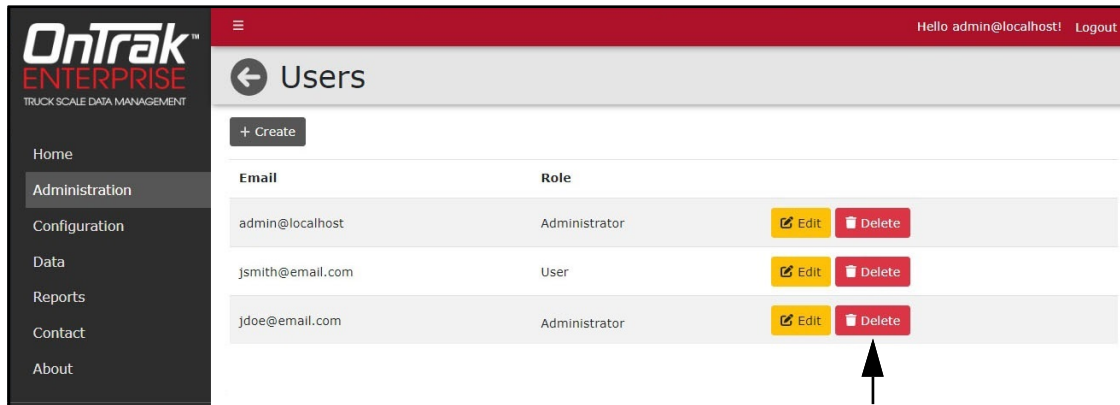 OnTrak™
ENTERPRISE
TRUCK SCALE DATA MANAGEMENT
Home
Administration
Configuration
Data
Reports
Contact
About
Hello admin@localhost! Logout
Users
+ Create
Email Role
admin@localhost Administrator Edit Delete
jsmith@email.com User Edit Delete
jdoe@email.com Administrator Edit Delete